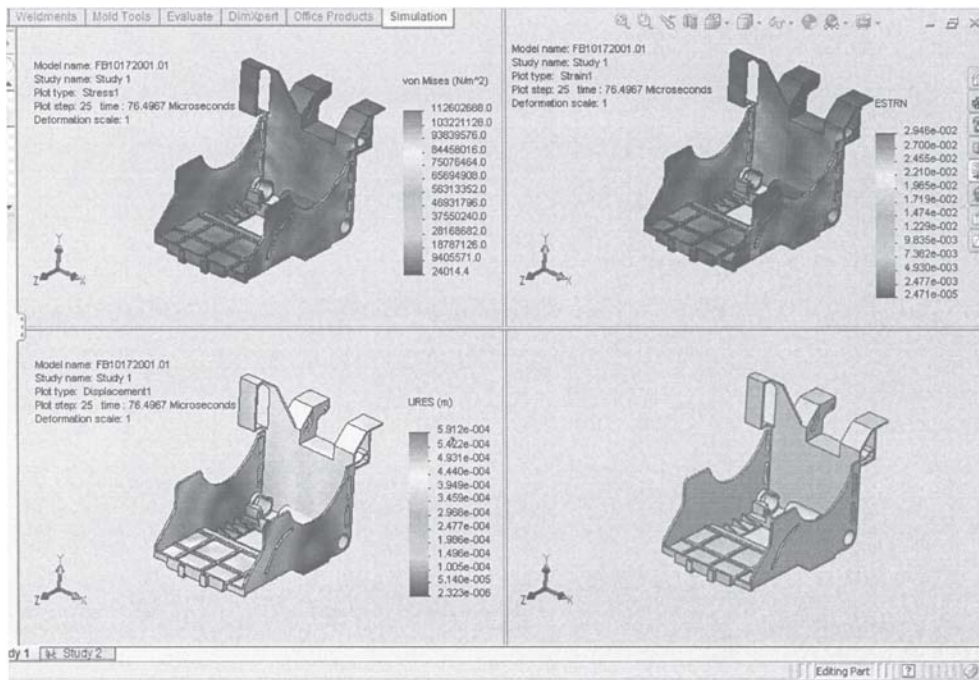 Weldments Mold Tools Evaluate DimXpert Office Products Simulation
Model name: FB10172001.01
Study name: Study 1
Plot type: Stress1
Plot step: 25 time : 76.4967 Microseconds
Deformation scale: 1
von Mises (N/m^2)
112602688.0
103221128.0
93839576.0
84458016.0
75076464.0
65694908.0
56313352.0
46931796.0
37550240.0
28168682.0
18787126.0
9405571.0
24014.4
Y
Z X
Model name: FB10172001.01
Study name: Study 1
Plot type: Strain1
Plot step: 25 time : 76.4967 Microseconds
Deformation scale: 1
ESTRN
2.946e-002
2.700e-002
2.455e-002
2.210e-002
1.965e-002
1.719e-002
1.474e-002
1.229e-002
9.835e-003
7.382e-003
4.930e-003
2.477e-003
2.471e-005
Y
Z X
Model name: FB10172001.01
Study name: Study 1
Plot type: Displacement1
Plot step: 25 time : 76.4967 Microseconds
Deformation scale: 1
URES (m)
5.912e-004
5.422e-004
4.931e-004
4.440e-004
3.949e-004
3.459e-004
2.968e-004
2.477e-004
1.986e-004
1.496e-004
1.005e-004
5.140e-005
2.323e-006
Y
Z X
Y
Z X
dy 1 Study 2
Editing Part ?